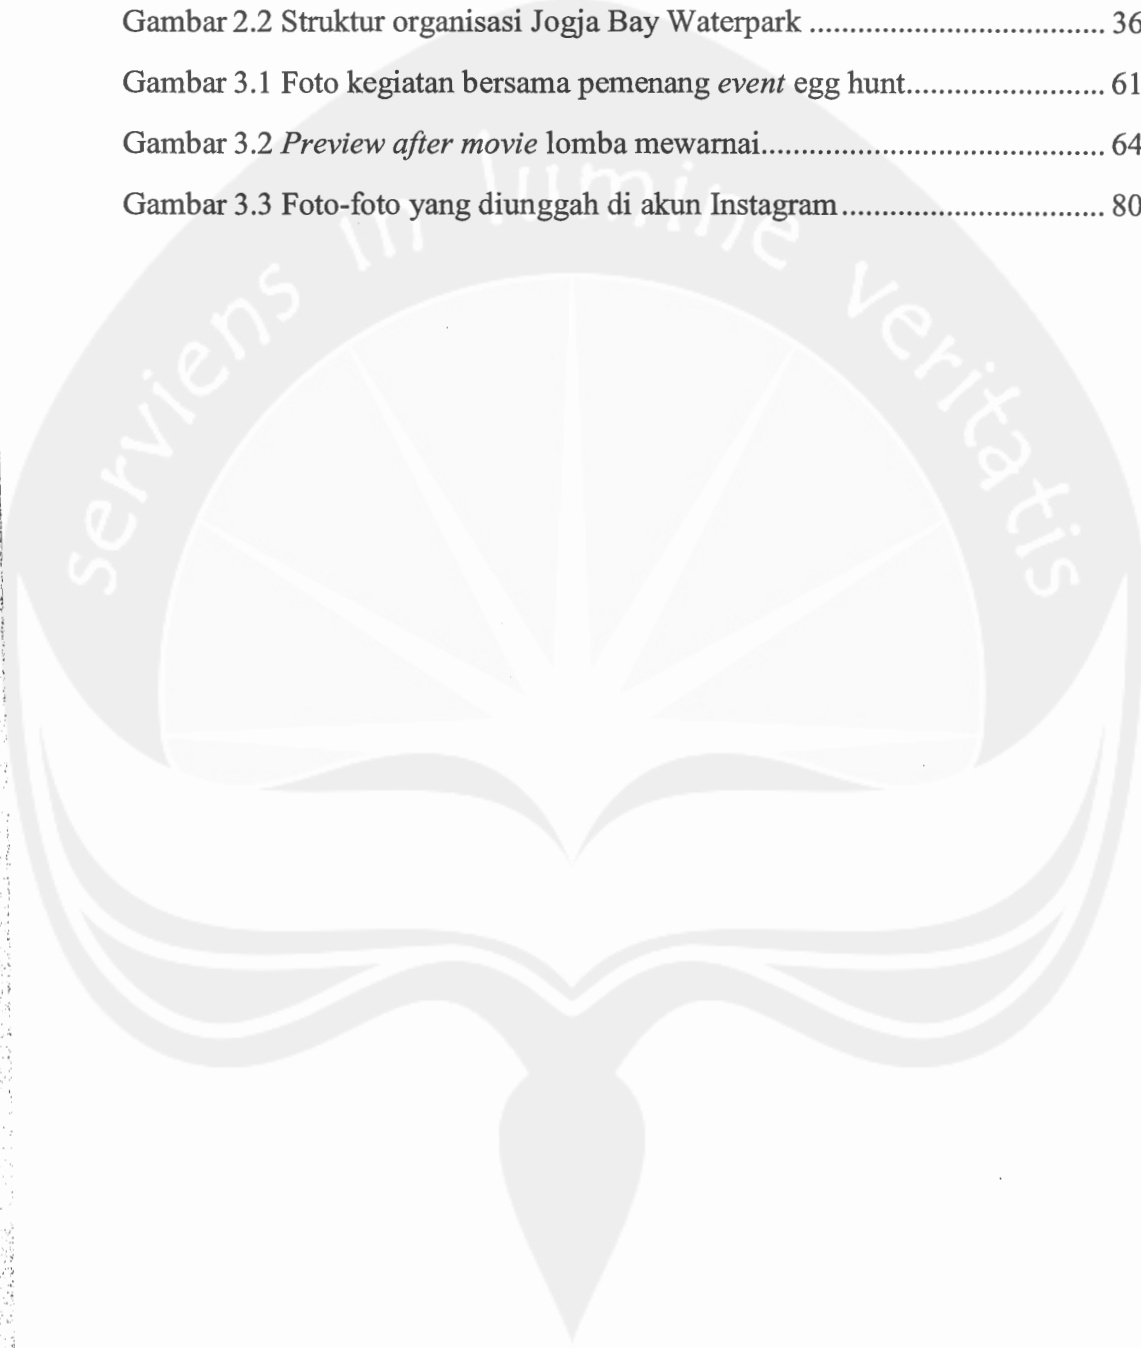 Gambar 2.2 Struktur organisasi Jogja Bay Waterpark .................................. 36
Gambar 3.1 Foto kegiatan bersama pemenang event egg hunt....................... 61
Gambar 3.2 Preview after movie lomba mewarnai....................................... 64
Gambar 3.3 Foto-foto yang diunggah di akun Instagram.............................. 80
serviens in lumine veritatis